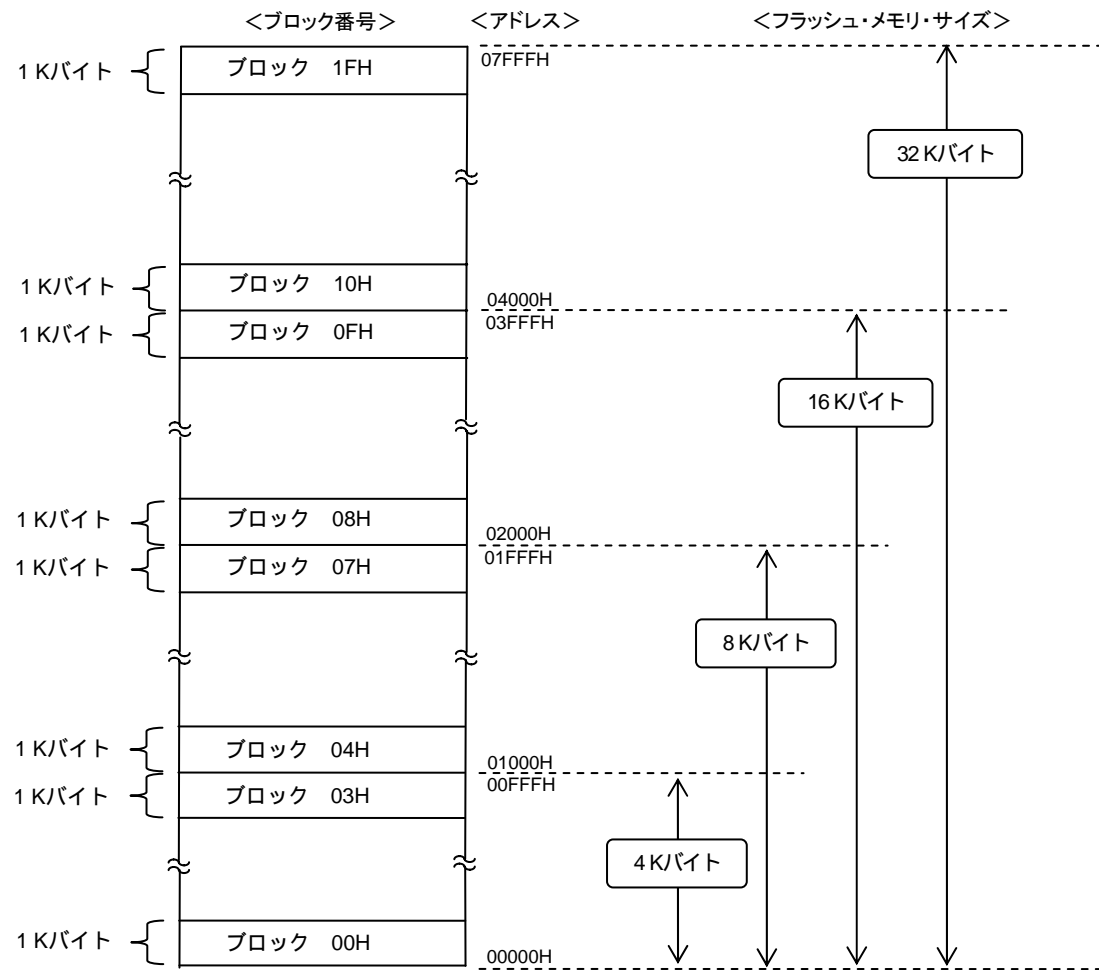 ＜ブロック番号＞ ＜アドレス＞ ＜フラッシュ・メモリ・サイズ＞
1 Kバイト ブロック 1FH 07FFFH
32 Kバイト
1 Kバイト ブロック 10H
04000H
1 Kバイト ブロック 0FH 03FFFH
16 Kバイト
1 Kバイト ブロック 08H
02000H
1 Kバイト ブロック 07H 01FFFH
8 Kバイト
1 Kバイト ブロック 04H
01000H
1 Kバイト ブロック 03H 00FFFH
4 Kバイト
1 Kバイト ブロック 00H
00000H